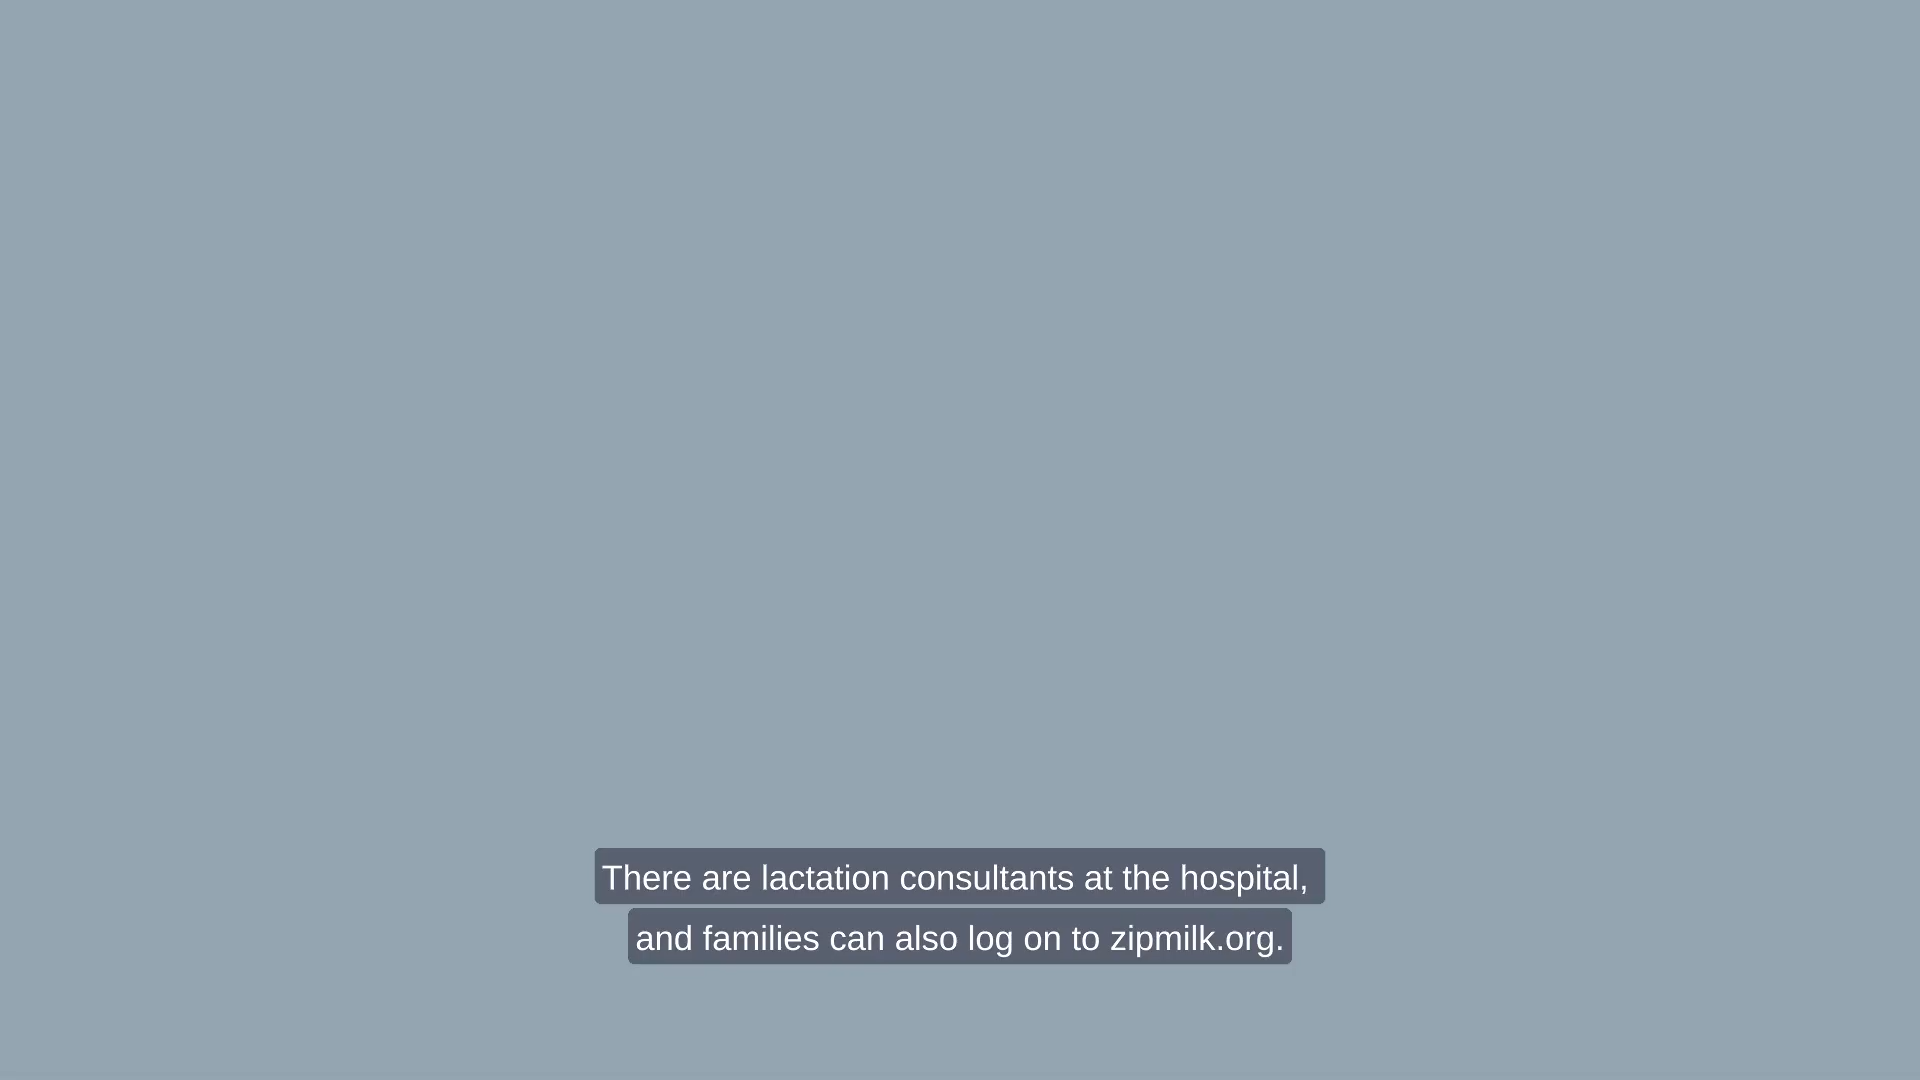 There are lactation consultants at the hospital,
and families can also log on to zipmilk.org.